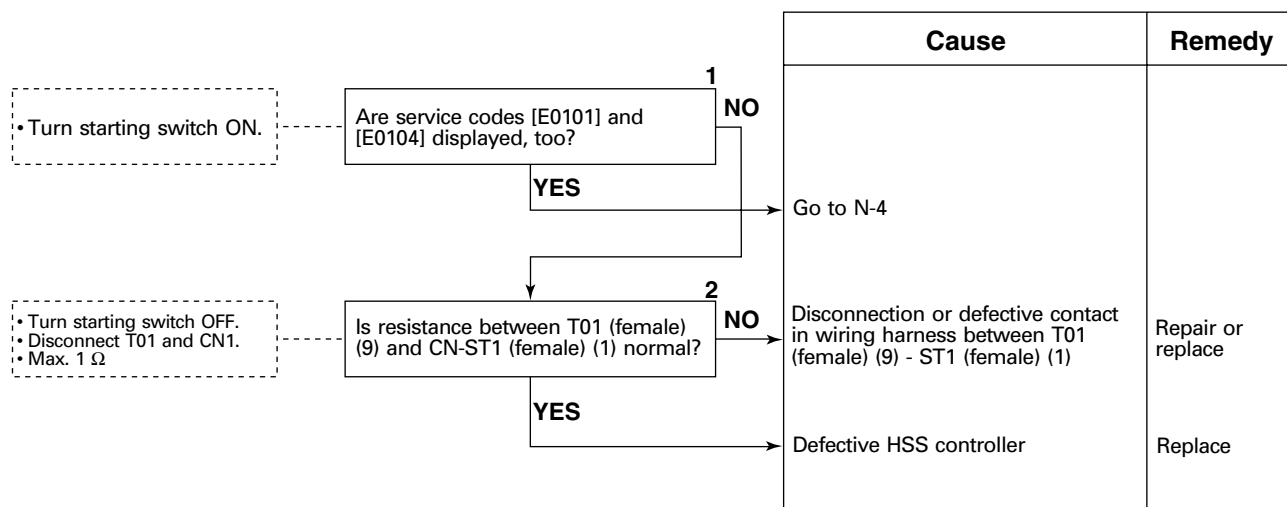 Cause
Remedy
• Turn starting switch ON.
1
Are service codes [E0101] and
[E0104] displayed, too?
NO
YES
Go to N-4
• Turn starting switch OFF.
• Disconnect T01 and CN1.
• Max. 1 Ω
2
Is resistance between T01 (female)
(9) and CN-ST1 (female) (1) normal?
NO
Disconnection or defective contact
in wiring harness between T01
(female) (9) - ST1 (female) (1)
Repair or
replace
YES
Defective HSS controller
Replace